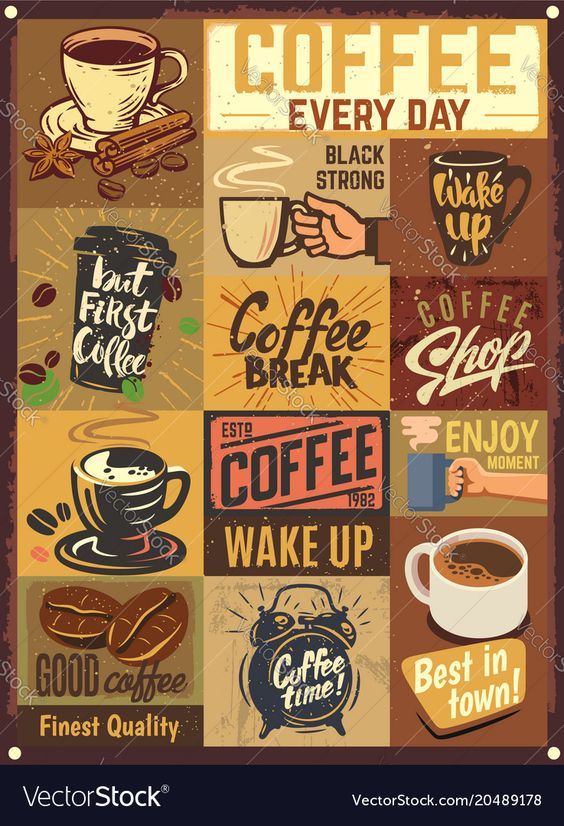 COFFEE
EVERY DAY
BLACK
STRONG
Wake
up
but
First
Coffee
Coffee
BREAK
COFFEE
Shop
ESTD
COFFEE
1982
ENJOY
MOMENT
WAKE UP
GOOD coffee
Finest Quality
Coffee
time!
Best in
town!
VectorStock®
VectorStock.com/20489178